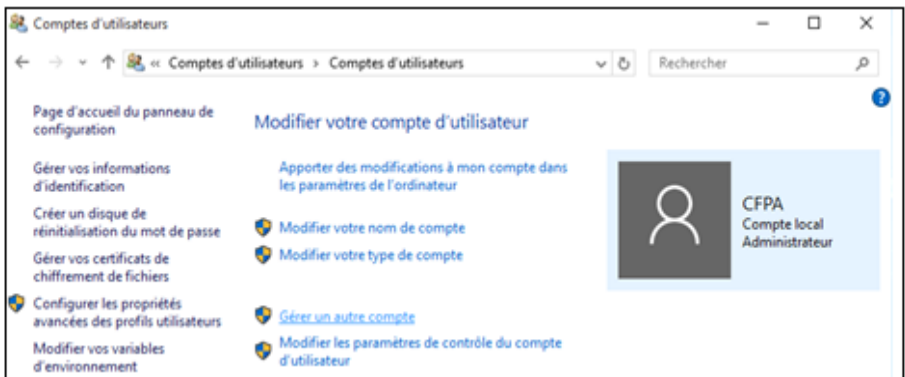 Comptes d'utilisateurs
« Comptes d'utilisateurs › Comptes d'utilisateurs
Rechercher
Page d'accueil du panneau de
configuration
Gérer vos informations
d'identification
Créer un disque de
réinitialisation du mot de passe
Gérer vos certificats de
chiffrement de fichiers
Configurer les propriétés
avancées des profils utilisateurs
Modifier vos variables
d'environnement
Modifier votre compte d'utilisateur
Apporter des modifications à mon compte dans
les paramètres de l'ordinateur
Modifier votre nom de compte
Modifier votre type de compte
Gérer un autre compte
Modifier les paramètres de contrôle du compte
d'utilisateur
CFPA
Compte local
Administrateur